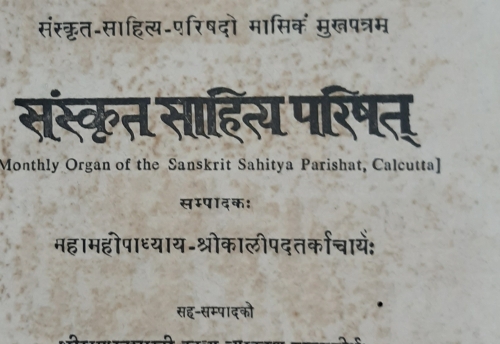 संस्कृत-साहित्य-परिषदो मासिकं मुखपत्रम्
संस्कृत साहित्य परिषत्
Monthly Organ of the Sanskrit Sahitya Parishat, Calcutta]
सम्पादकः
महामहोपाध्याय-श्रीकालीपदतर्काचार्यः
सह-सम्पादको